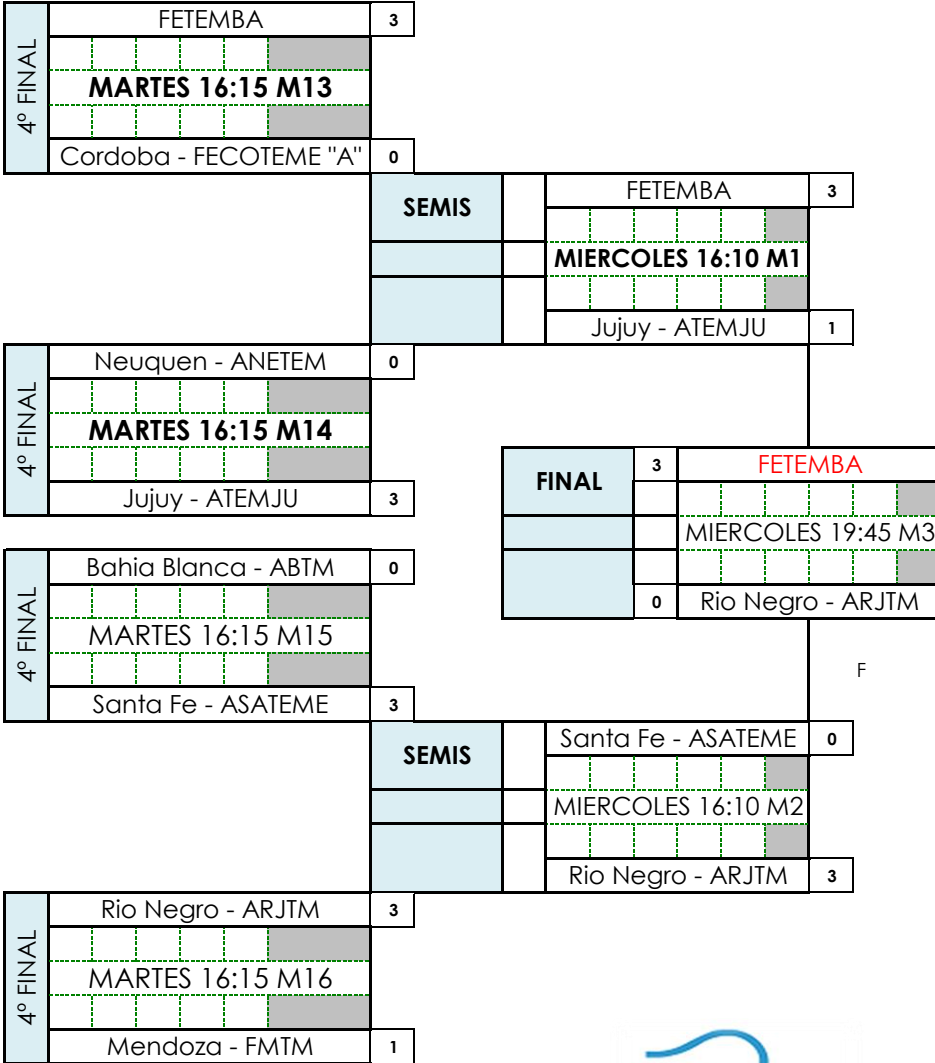 4º FINAL
FETEMBA 3
MARTES 16:15 M13
Cordoba - FECOTEME "A" 0
SEMIS
FETEMBA 3
MIERCOLES 16:10 M1
Jujuy - ATEMJU 1
4º FINAL
Neuquen - ANETEM 0
MARTES 16:15 M14
Jujuy - ATEMJU 3
FINAL
3 FETEMBA
MIERCOLES 19:45 M3
0 Rio Negro - ARJTM
F
4º FINAL
Bahia Blanca - ABTM 0
MARTES 16:15 M15
Santa Fe - ASATEME 3
SEMIS
Santa Fe - ASATEME 0
MIERCOLES 16:10 M2
Rio Negro - ARJTM 3
4º FINAL
Rio Negro - ARJTM 3
MARTES 16:15 M16
Mendoza - FMTM 1